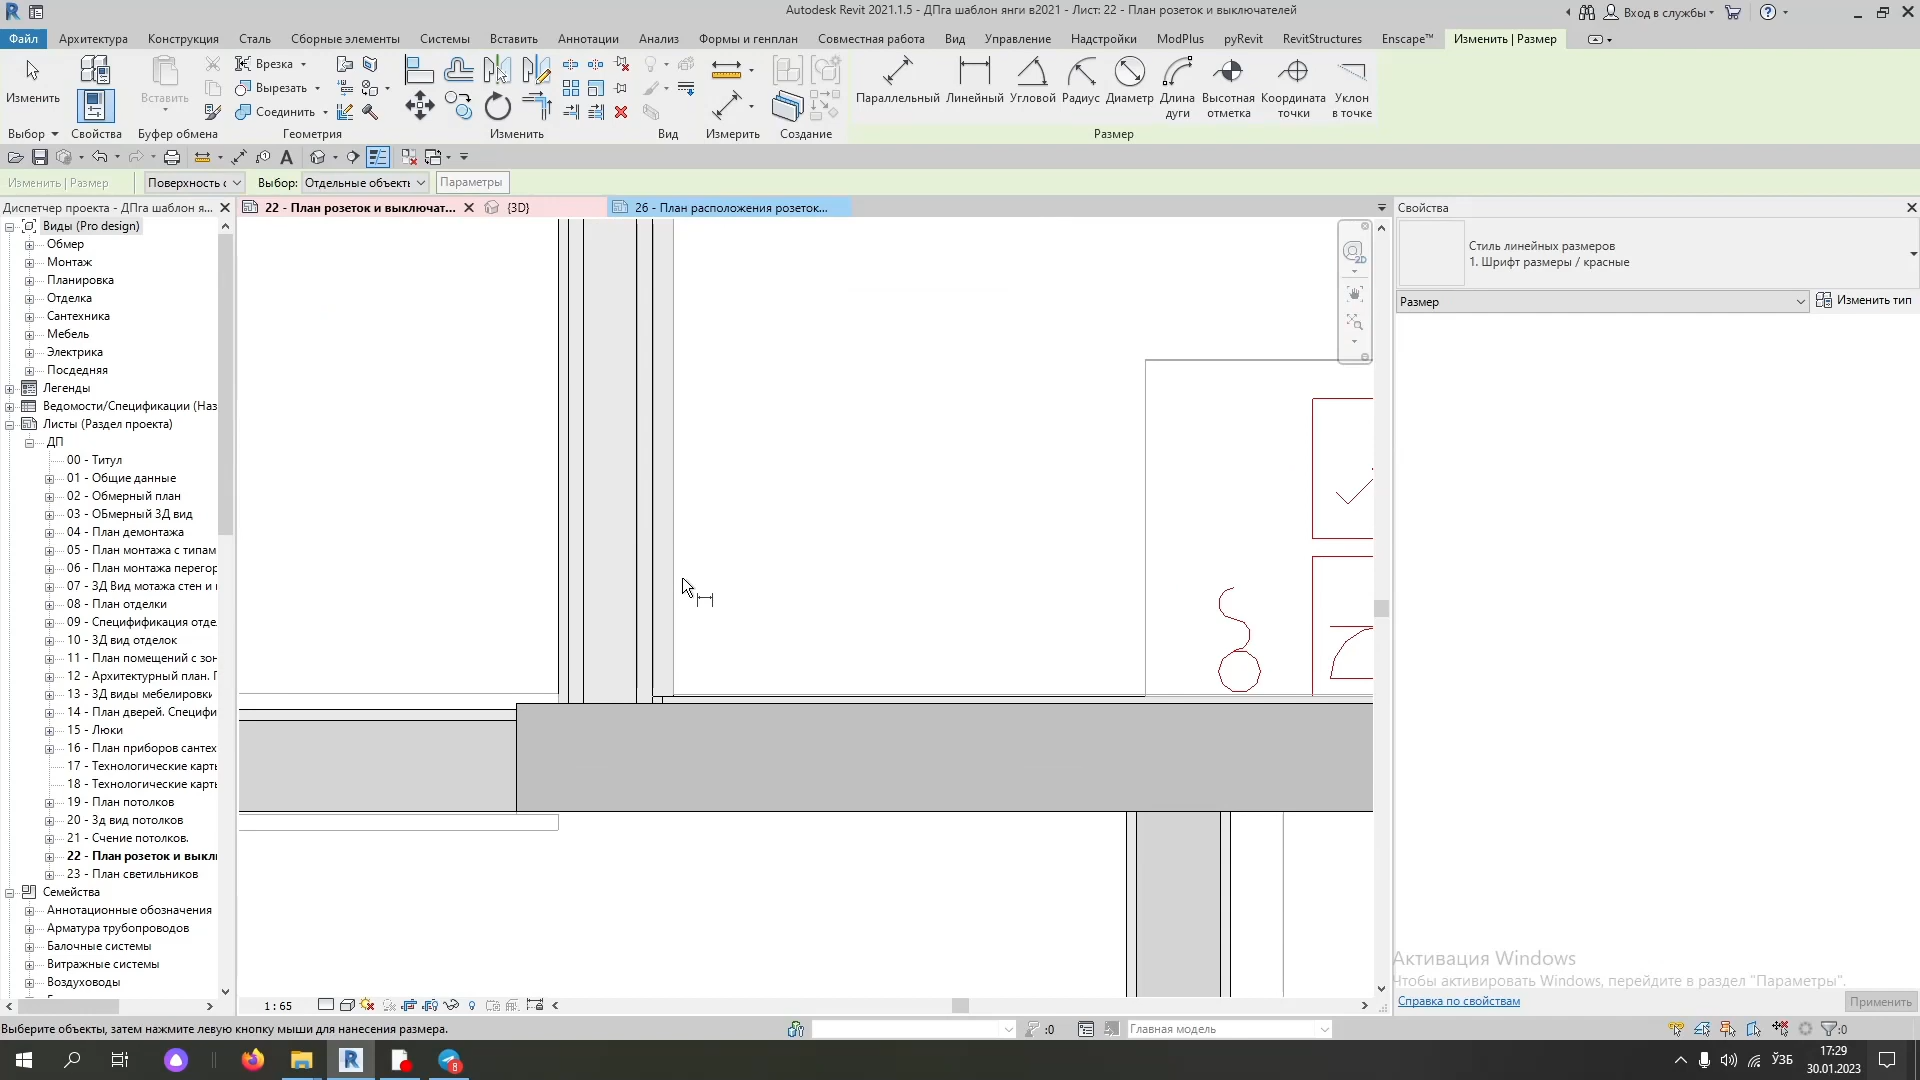 Autodesk Revit 2021.1.5 - ДПга шаблон янги в2021 - Лист: 22 - План розеток и выключателей
Вход в службы
Файл Архитектура Конструкция Сталь Сборные элементы Системы Вставить Аннотации Анализ Формы и генплан Совместная работа Вид Управление Надстройки ModPlus pyRevit RevitStructures Enscape™ Изменить | Размер
Изменить Вставить Врезка Вырезать Соединить
Параллельный Линейный Угловой Радиус Диаметр Длина дуги Высотная отметка Координата точки Уклон в точке
Выбор Свойства Буфер обмена Геометрия Изменить Вид Измерить Создание Размер
Изменить | Размер Поверхность с Выбор: Отдельные объекть Параметры
Диспетчер проекта - ДПга шаблон я...
22 - План розеток и выключат... {3D} 26 - План расположения розеток...
Виды (Pro design)
Обмер
Монтаж
Планировка
Отделка
Сантехника
Мебель
Электрика
Посдедняя
Легенды
Ведомости/Спецификации (Наз
Листы (Раздел проекта)
ДП
00 - Титул
01 - Общие данные
02 - Обмерный план
03 - ОБмерный 3Д вид
04 - План демонтажа
05 - План монтажа с типам
06 - План монтажа перегор
07 - 3Д Вид мотажа стен и
08 - План отделки
09 - Спецификация отде
10 - 3Д вид отделок
11 - План помещений с зон
12 - Архитектурный план. Г
13 - 3Д виды мебелировки
14 - План дверей. Специфи
15 - Люки
16 - План приборов сантех
17 - Технологические карть
18 - Технологические карть
19 - План потолков
20 - 3д вид потолков
21 - Счение потолков.
22 - План розеток и выклі
23 - План светильников
Семейства
Аннотационные обозначения
Арматура трубопроводов
Балочные системы
Витражные системы
Воздуховоды
2D
Свойства
Стиль линейных размеров
1. Шрифт размеры / красные
Размер Изменить тип
Активация Windows
Чтобы активировать Windows, перейдите в раздел "Параметры".
Справка по свойствам Применить
1 : 65
Выберите объекты, затем нажмите левую кнопку мыши для нанесения размера.
:0 Главная модель :0
8
ЎЗБ
17:29
30.01.2023